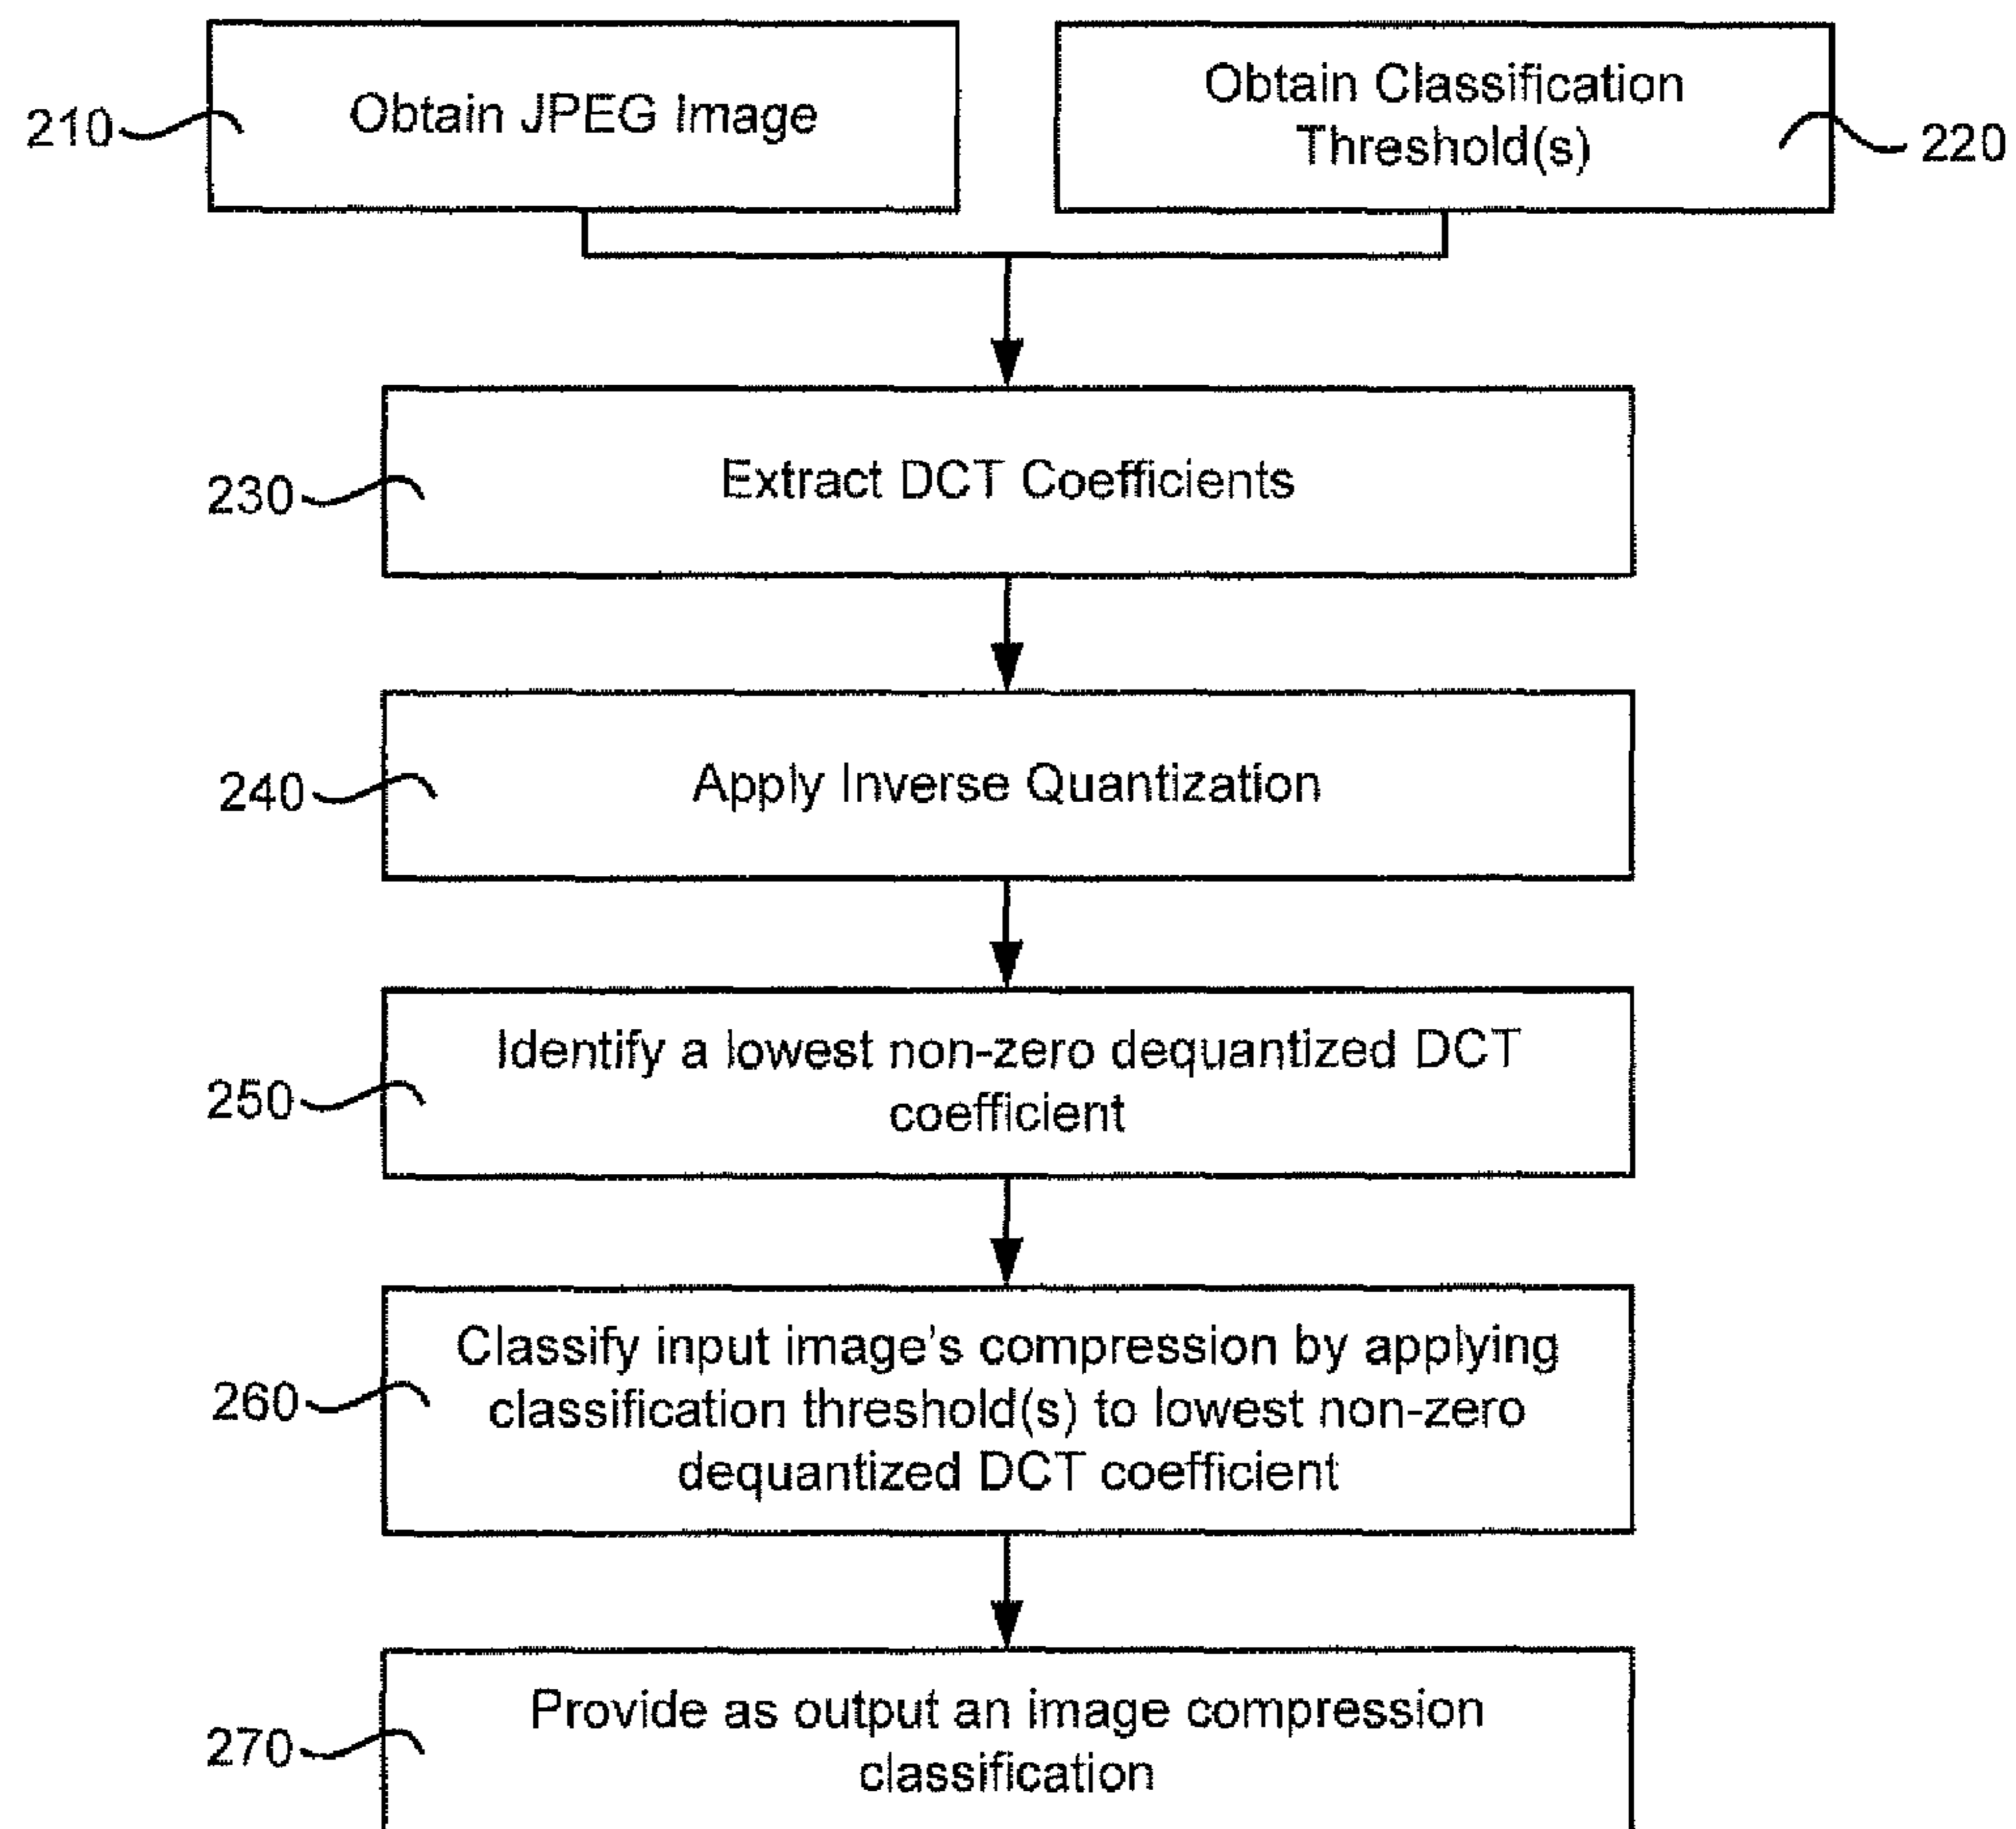 210
Obtain JPEG Image
Obtain Classification
Threshold(s)
220
230
Extract DCT Coefficients
240
Apply Inverse Quantization
250
Identify a lowest non-zero dequantized DCT
coefficient
260
Classify input image's compression by applying
classification threshold(s) to lowest non-zero
dequantized DCT coefficient
270
Provide as output an image compression
classification